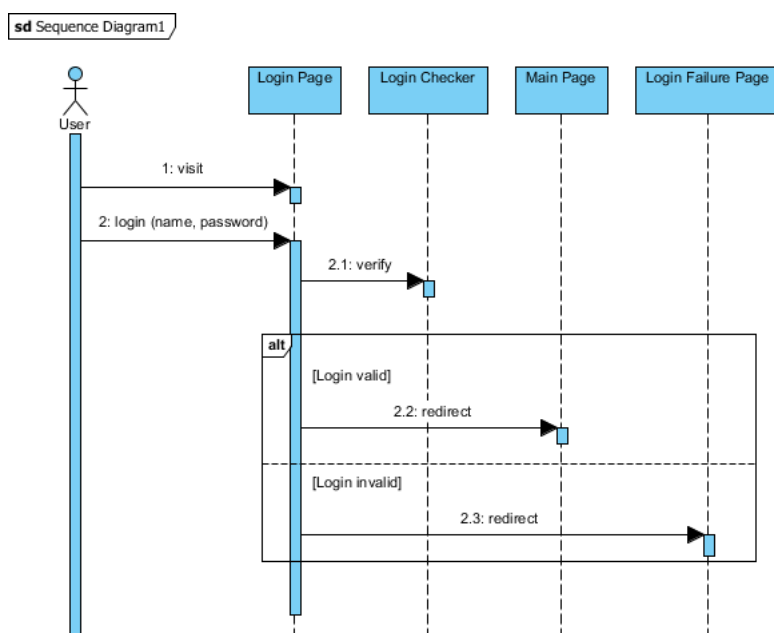 sd Sequence Diagram1
User
Login Page
Login Checker
Main Page
Login Failure Page
1: visit
2: login (name, password)
2.1: verify
alt
[Login valid]
2.2: redirect
[Login invalid]
2.3: redirect